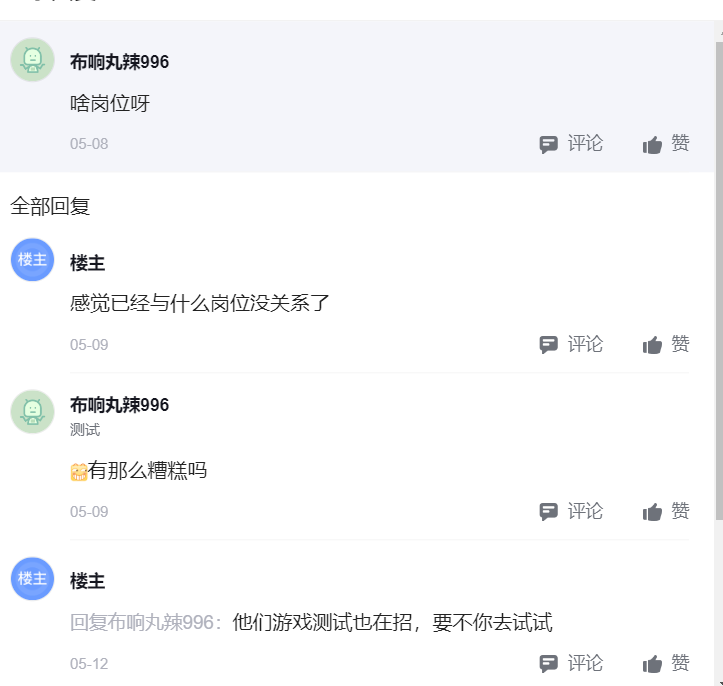 布响丸辣996
啥岗位呀
05-08 评论 赞
全部回复
楼主 楼主
感觉已经与什么岗位没关系了
05-09 评论 赞
布响丸辣996
测试
有那么糟糕吗
05-09 评论 赞
楼主 楼主
回复布响丸辣996：他们游戏测试也在招，要不你去试试
05-12 评论 赞